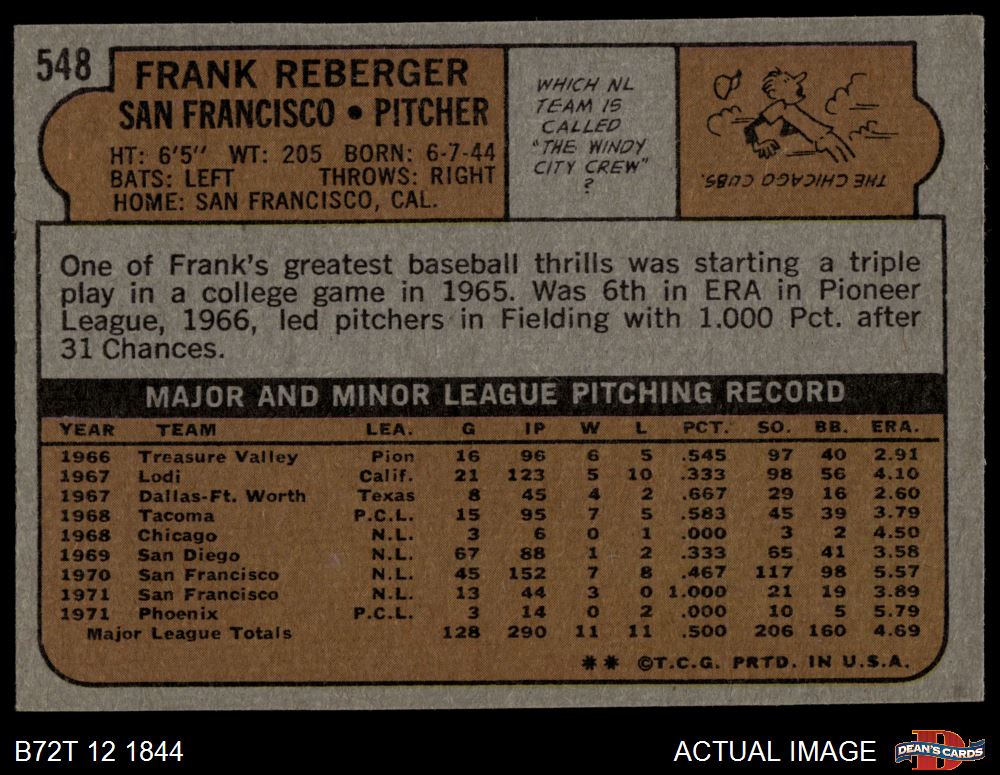 548
FRANK REBERGER
SAN FRANCISCO • PITCHER
HT: 6'5" WT: 205 BORN: 6-7-44
BATS: LEFT THROWS: RIGHT
HOME: SAN FRANCISCO, CAL.
WHICH NL
TEAM IS
CALLED
"THE WINDY
CITY CREW"
?
THE CHICAGO CUBS.
One of Frank's greatest baseball thrills was starting a triple
play in a college game in 1965. Was 6th in ERA in Pioneer
League, 1966, led pitchers in Fielding with 1.000 Pct. after
31 Chances.
MAJOR AND MINOR LEAGUE PITCHING RECORD
YEAR TEAM LEA. G IP W L PCT. SO. BB. ERA.
1966 Treasure Valley Pion 16 96 6 5 .545 97 40 2.91
1967 Lodi Calif. 21 123 5 10 .333 98 56 4.10
1967 Dallas-Ft. Worth Texas 8 45 4 2 .667 29 16 2.60
1968 Tacoma P.C.L. 15 95 7 5 .583 45 39 3.79
1968 Chicago N.L. 3 6 0 1 .000 3 2 4.50
1969 San Diego N.L. 67 88 1 2 .333 65 41 3.58
1970 San Francisco N.L. 45 152 7 8 .467 117 98 5.57
1971 San Francisco N.L. 13 44 3 0 1.000 21 19 3.89
1971 Phoenix P.C.L. 3 14 0 2 .000 10 5 5.79
Major League Totals 128 290 11 11 .500 206 160 4.69
** ©T.C.G. PRTD. IN U.S.A.
B72T 12 1844
ACTUAL IMAGE
DEAN'S CARDS